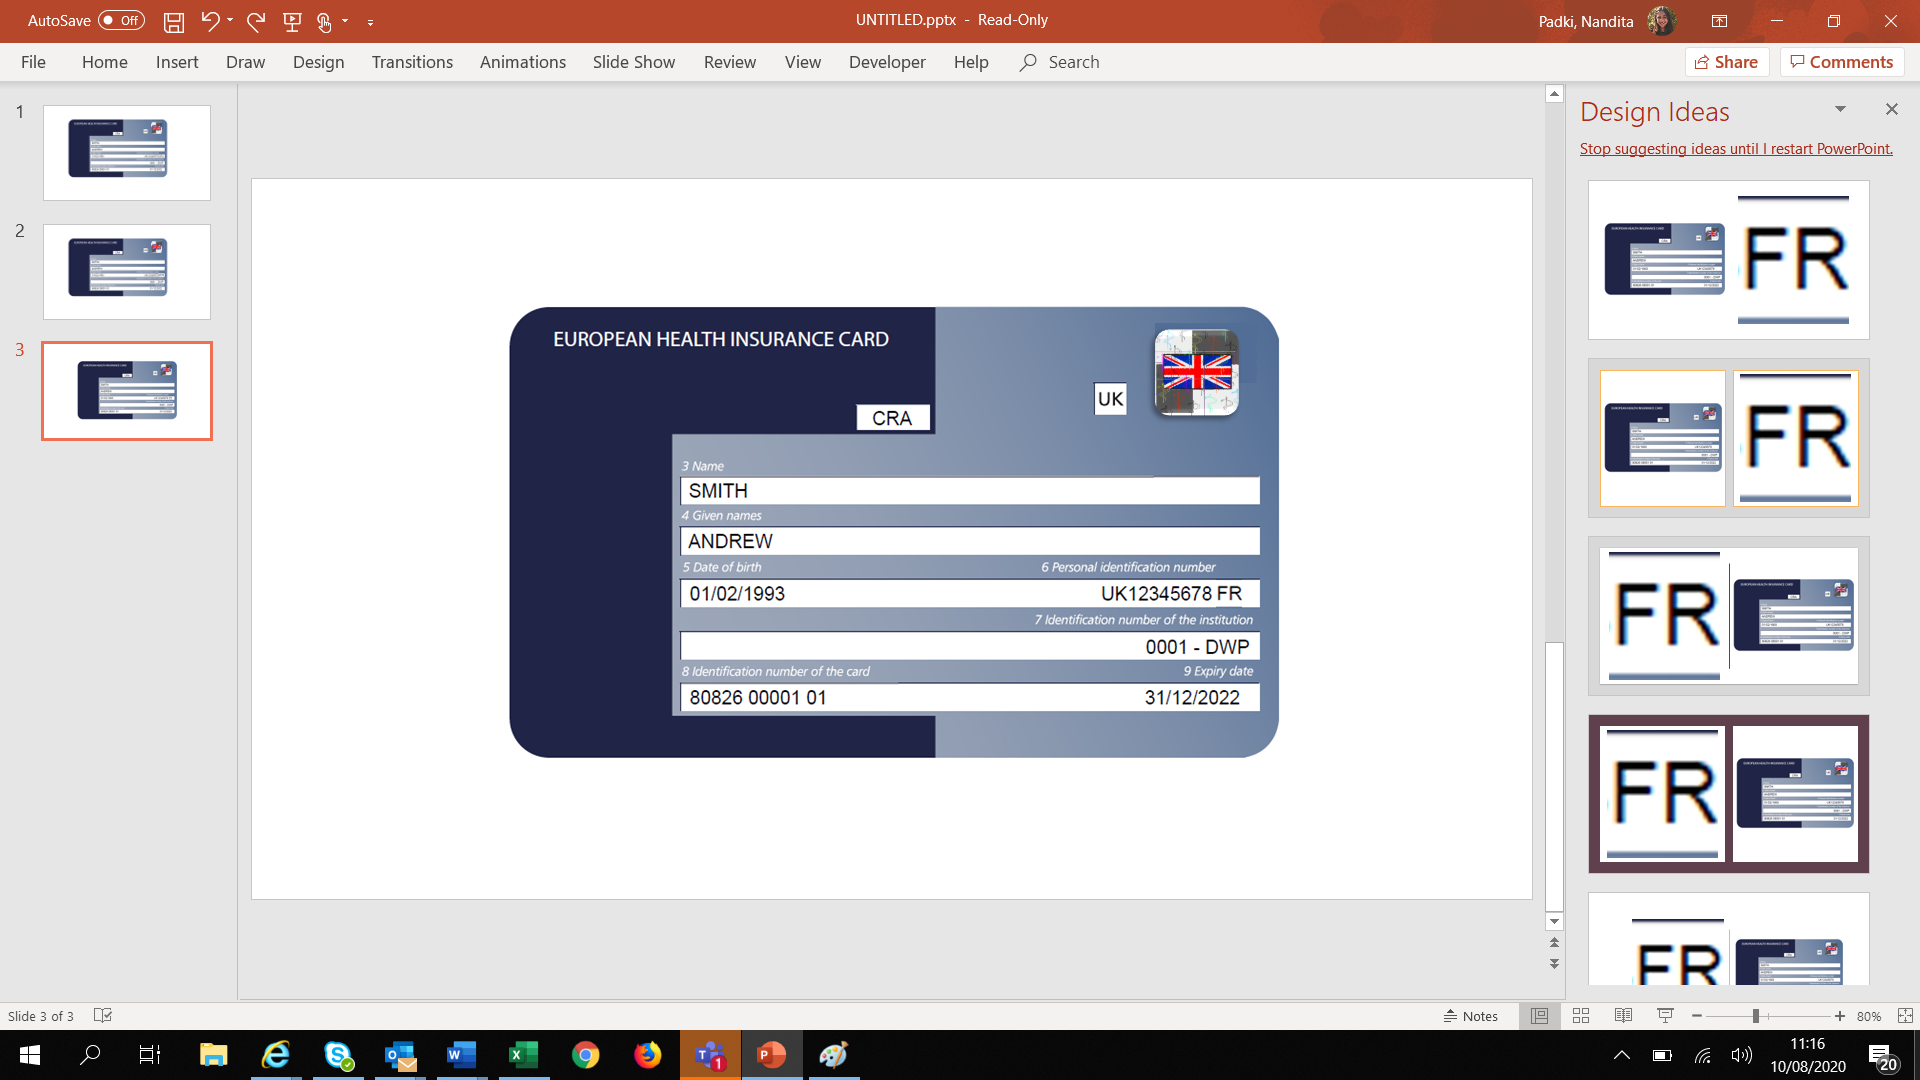 AutoSave Off
UNTITLED.pptx - Read-Only
Padki, Nandita
File Home Insert Draw Design Transitions Animations Slide Show Review View Developer Help Search
Share Comments
1
2
3
EUROPEAN HEALTH INSURANCE CARD
UK
CRA
3 Name
SMITH
4 Given names
ANDREW
5 Date of birth 6 Personal identification number
01/02/1993 UK12345678 FR
7 Identification number of the institution
0001 - DWP
8 Identification number of the card 9 Expiry date
80826 00001 01 31/12/2022
Design Ideas
Stop suggesting ideas until I restart PowerPoint.
FR
FR
FR
FR
FR
Slide 3 of 3
Notes
80%
1
11:16
10/08/2020
20